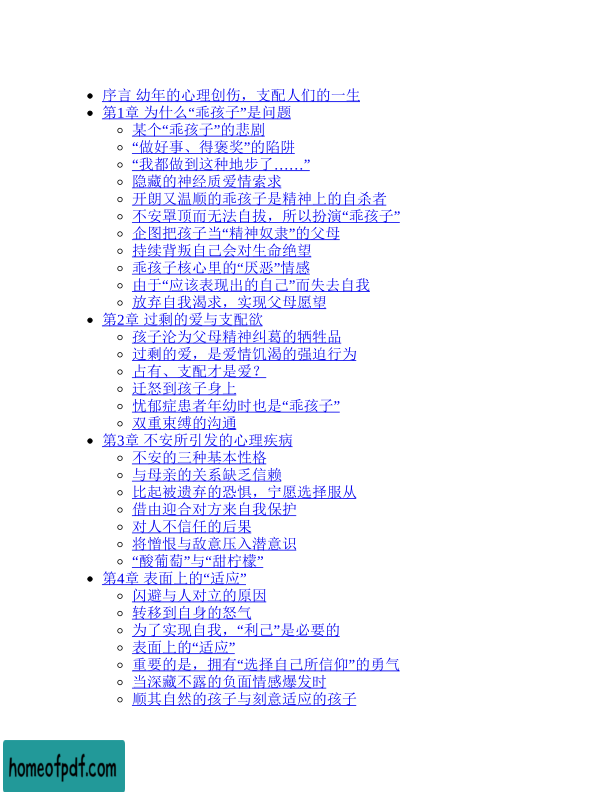 序言 幼年的心理创伤，支配人们的一生
第1章 为什么“乖孩子”是问题
某个“乖孩子”的悲剧
“做好事、得褒奖”的陷阱
“我都做到这种地步了……”
隐藏的神经质爱情索求
开朗又温顺的乖孩子是精神上的自杀者
不安罩顶而无法自拔，所以扮演“乖孩子”
企图把孩子当“精神奴隶”的父母
持续背叛自己会对生命绝望
乖孩子核心里的“厌恶”情感
由于“应该表现出的自己”而失去自我
放弃自我渴求，实现父母愿望
第2章 过剩的爱与支配欲
孩子沦为父母精神纠葛的牺牲品
过剩的爱，是爱情饥渴的强迫行为
占有、支配才是爱？
迁怒到孩子身上
忧郁症患者年幼时也是“乖孩子”
双重束缚的沟通
第3章 不安所引发的心理疾病
不安的三种基本性格
与母亲的关系缺乏信赖
比起被遗弃的恐惧，宁愿选择服从
借由迎合对方来自我保护
对人不信任的后果
将憎恨与敌意压入潜意识
“酸葡萄”与“甜柠檬”
第4章 表面上的“适应”
闪避与人对立的原因
转移到自身的怒气
为了实现自我，“利己”是必要的
表面上的“适应”
重要的是，拥有“选择自己所信仰”的勇气
当深藏不露的负面情感爆发时
顺其自然的孩子与刻意适应的孩子
homeofpdf.com